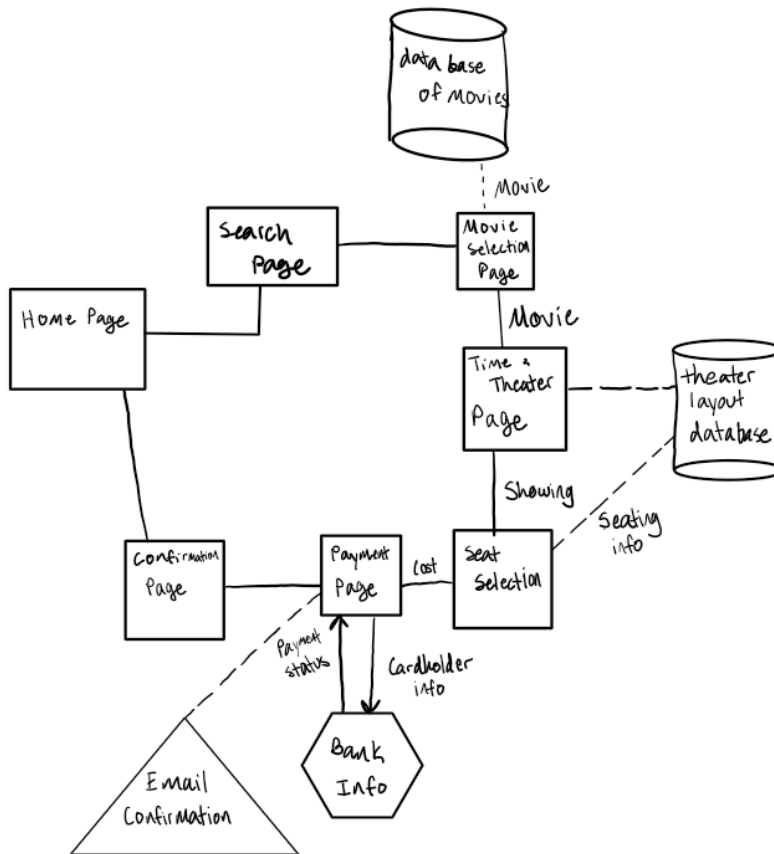 data base
of Movies
Movie
Search
Page
Movie
Selection
Page
Home Page
Movie
Time &
Theater
Page
theater
layout
database
Showing
Seating
info
Confirmation
Page
Payment
Page
Cost
Seat
Selection
Payment
status
Cardholder
info
Bank
Info
Email
Confirmation